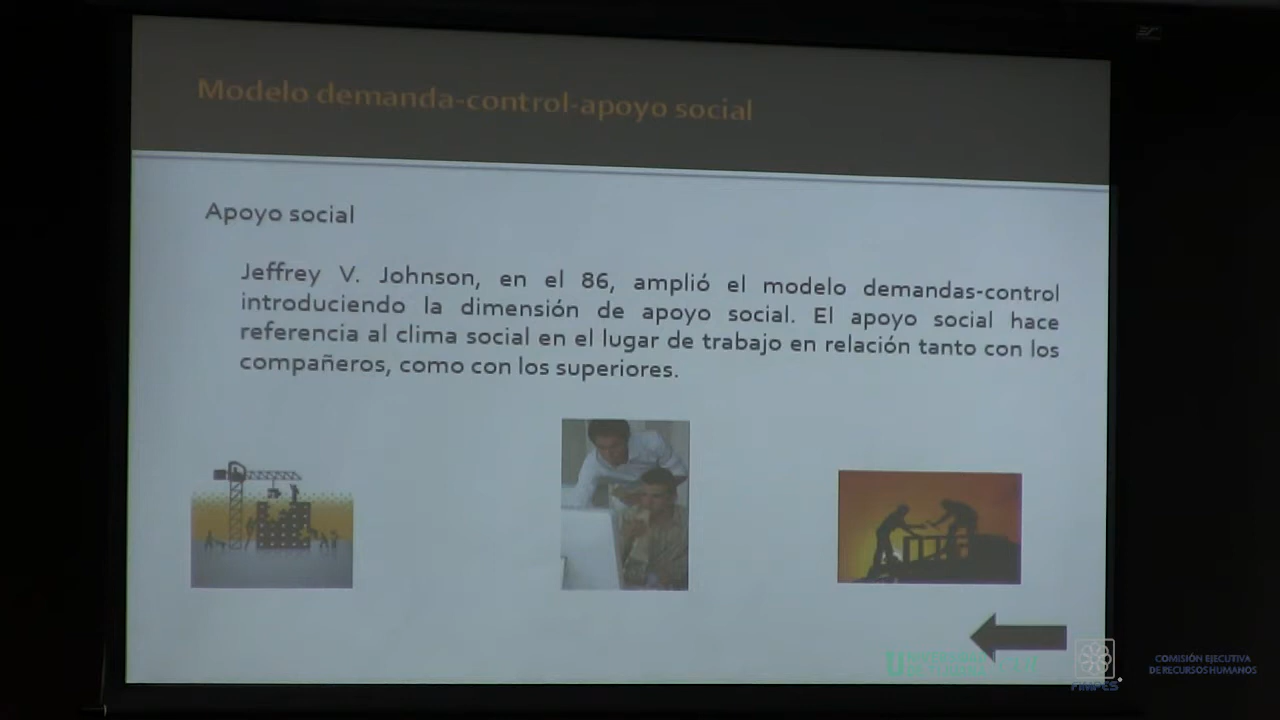 Modelo demanda-control-apoyo social
Apoyo social
Jeffrey V. Johnson, en el 86, amplió el modelo demandas-control
introduciendo la dimensión de apoyo social. El apoyo social hace
referencia al clima social en el lugar de trabajo en relación tanto con los
compañeros, como con los superiores.
FIMPES
COMISIÓN EJECUTIVA
DE RECURSOS HUMANOS